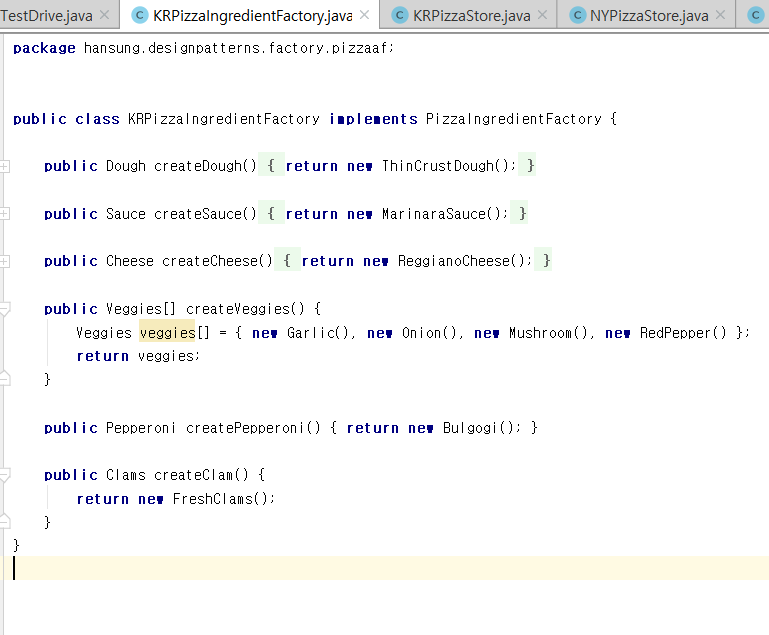 TestDrive.java × C KRPizzaIngredientFactory.java × C KRPizzaStore.java × C NYPizzaStore.java × C
package hansung.designpatterns.factory.pizzaaf;
public class KRPizzaIngredientFactory implements PizzaIngredientFactory {
public Dough createDough() { return new ThinCrustDough(); }
public Sauce createSauce() { return new MarinaraSauce(); }
public Cheese createCheese() { return new ReggianoCheese(); }
public Veggies[] createVeggies() {
Veggies veggies[] = { new Garlic(), new Onion(), new Mushroom(), new RedPepper() };
return veggies;
}
public Pepperoni createPepperoni() { return new Bulgogi(); }
public Clams createClam() {
return new FreshClams();
}
}